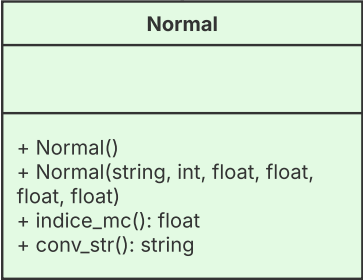 Normal
+ Normal()
+ Normal(string, int, float, float,
float, float)
+ indice_mc(): float
+ conv_str(): string